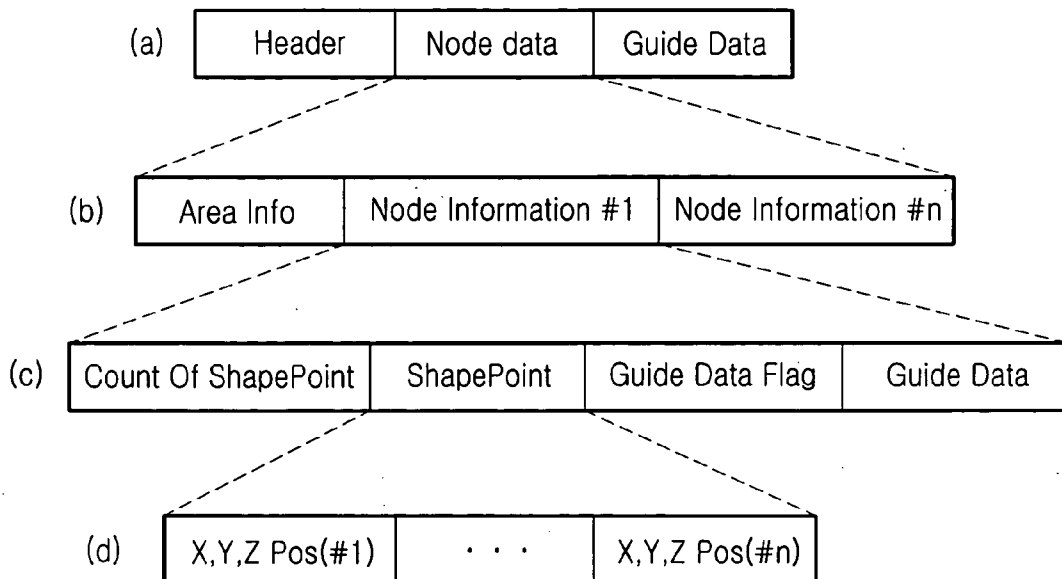 (a) Header Node data Guide Data
(b) Area Info Node Information #1 Node Information #n
(c) Count Of ShapePoint ShapePoint Guide Data Flag Guide Data
(d) X,Y,Z Pos(#1) · · · X,Y,Z Pos(#n)